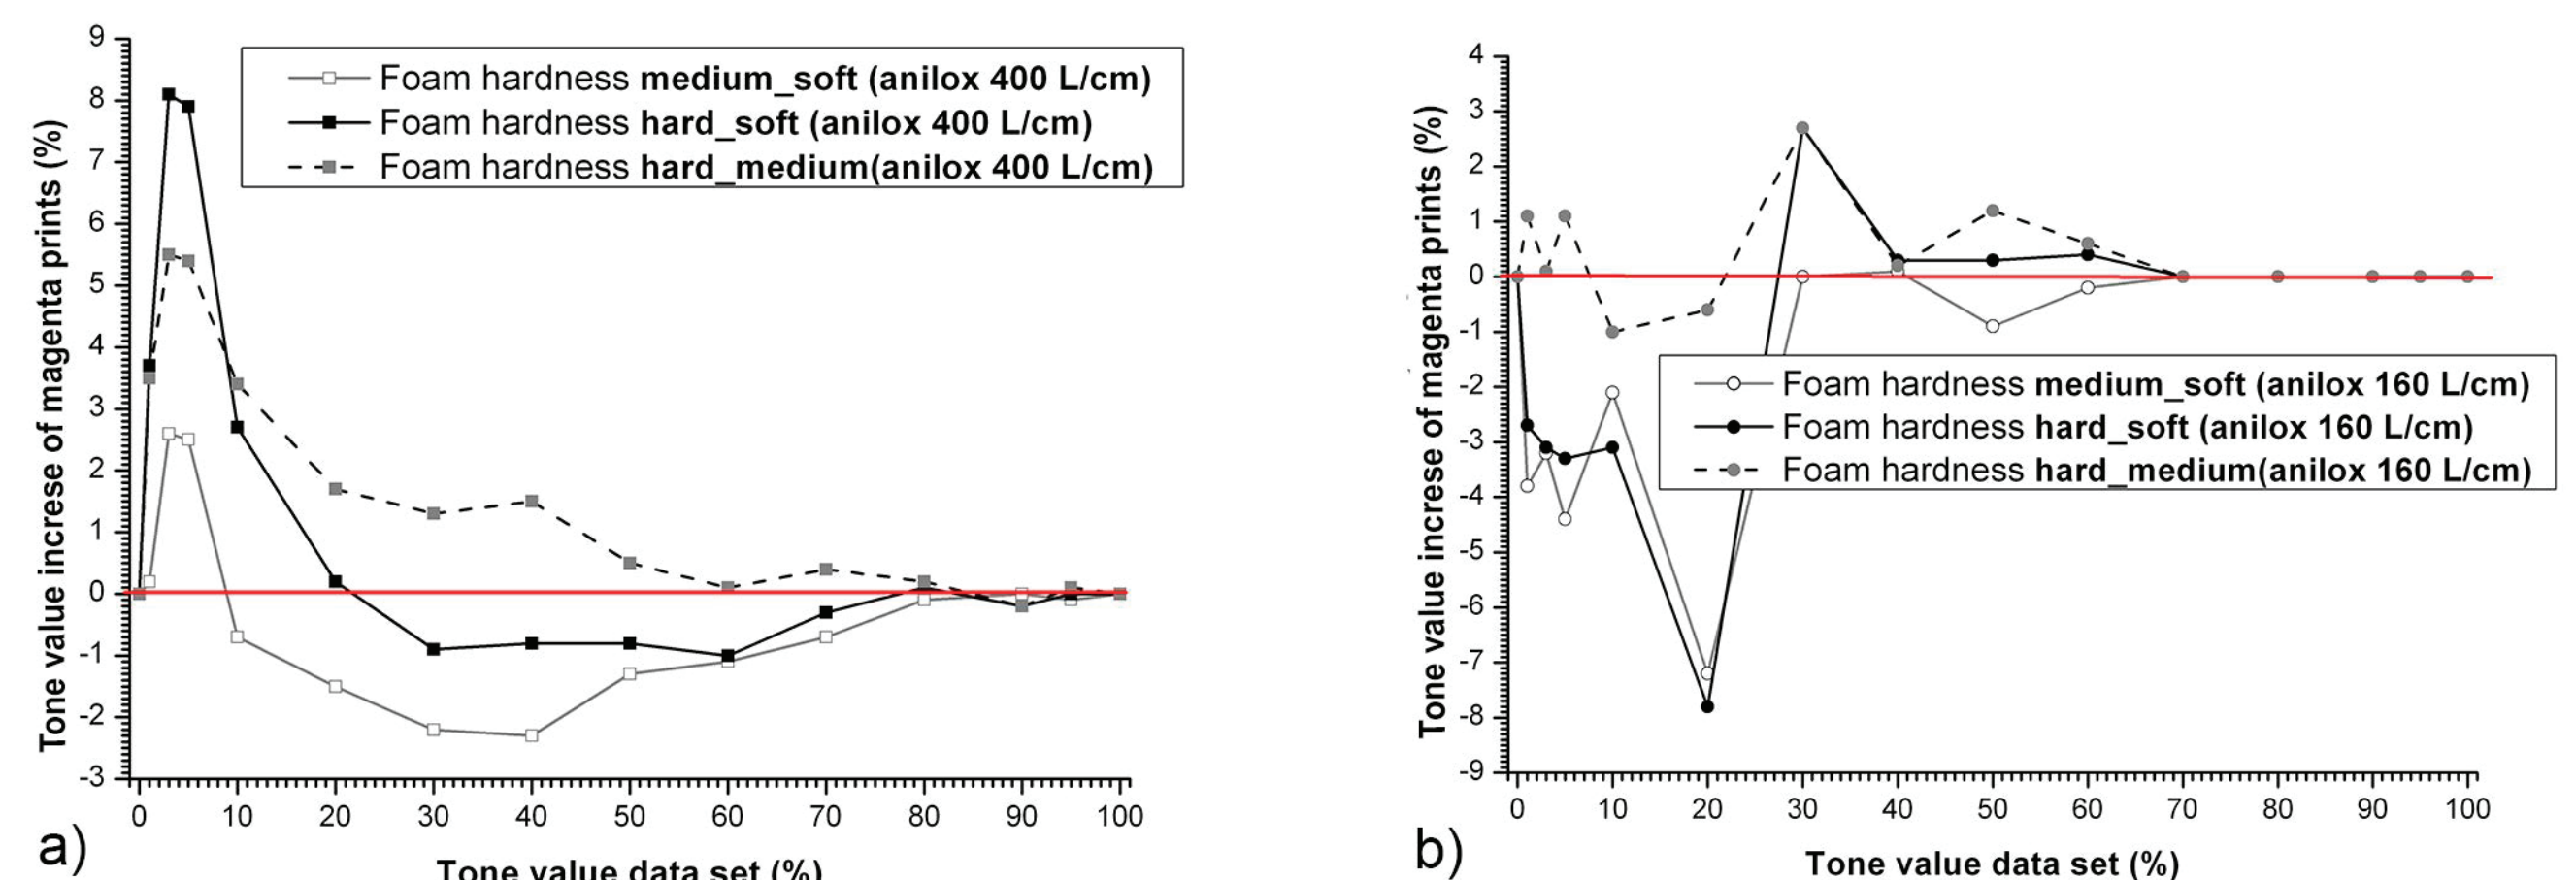 Tone value increse of magenta prints (%)
9
8
7
6
5
4
3
2
1
0
-1
-2
-3
Foam hardness medium_soft (anilox 400 L/cm)
Foam hardness hard_soft (anilox 400 L/cm)
Foam hardness hard_medium(anilox 400 L/cm)
0 10 20 30 40 50 60 70 80 90 100
a)
Tone value data set (%)
Tone value increse of magenta prints (%)
4
3
2
1
0
-1
-2
-3
-4
-5
-6
-7
-8
-9
Foam hardness medium_soft (anilox 160 L/cm)
Foam hardness hard_soft (anilox 160 L/cm)
Foam hardness hard_medium(anilox 160 L/cm)
0 10 20 30 40 50 60 70 80 90 100
b)
Tone value data set (%)